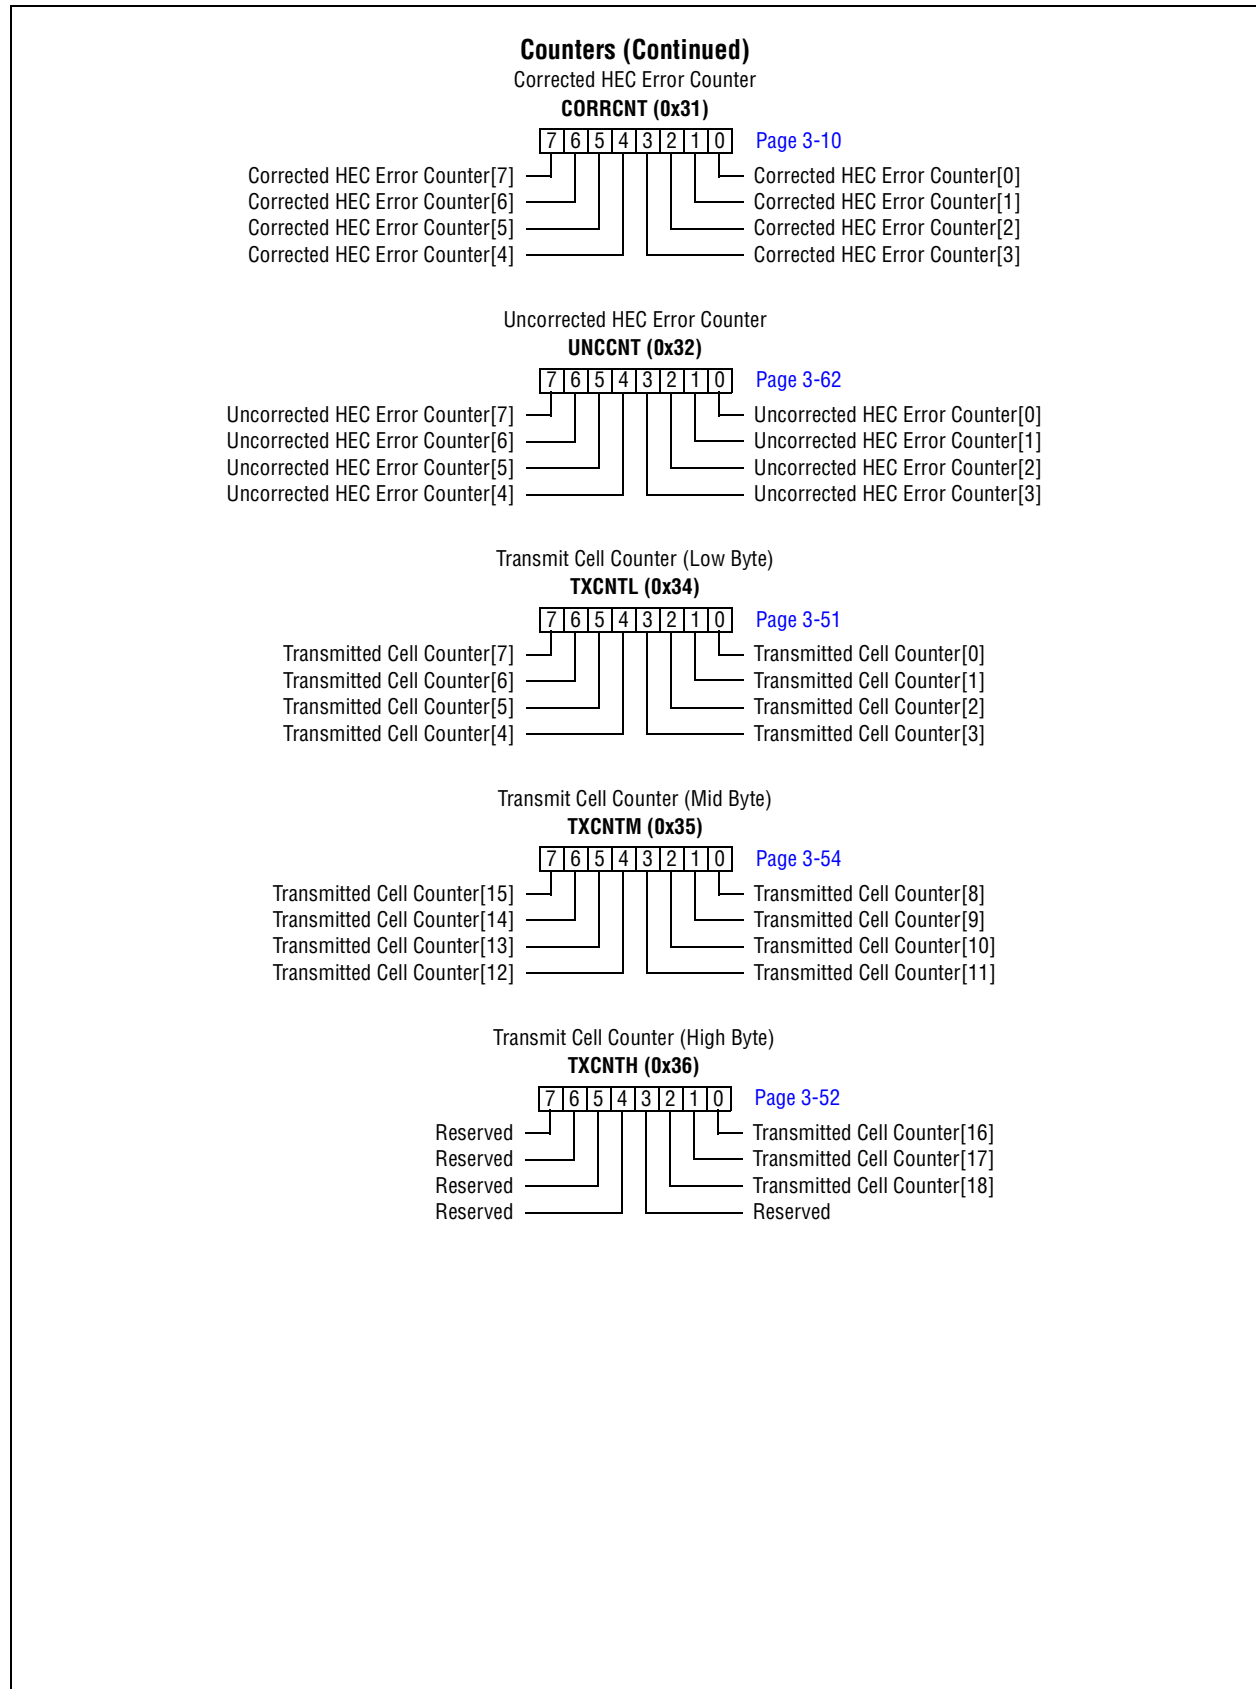 Counters (Continued)
Corrected HEC Error Counter
CORRCNT (0x31)
7 6 5 4 3 2 1 0 Page 3-10
Corrected HEC Error Counter[7] Corrected HEC Error Counter[0]
Corrected HEC Error Counter[6] Corrected HEC Error Counter[1]
Corrected HEC Error Counter[5] Corrected HEC Error Counter[2]
Corrected HEC Error Counter[4] Corrected HEC Error Counter[3]
Uncorrected HEC Error Counter
UNCCNT (0x32)
7 6 5 4 3 2 1 0 Page 3-62
Uncorrected HEC Error Counter[7] Uncorrected HEC Error Counter[0]
Uncorrected HEC Error Counter[6] Uncorrected HEC Error Counter[1]
Uncorrected HEC Error Counter[5] Uncorrected HEC Error Counter[2]
Uncorrected HEC Error Counter[4] Uncorrected HEC Error Counter[3]
Transmit Cell Counter (Low Byte)
TXCNTL (0x34)
7 6 5 4 3 2 1 0 Page 3-51
Transmitted Cell Counter[7] Transmitted Cell Counter[0]
Transmitted Cell Counter[6] Transmitted Cell Counter[1]
Transmitted Cell Counter[5] Transmitted Cell Counter[2]
Transmitted Cell Counter[4] Transmitted Cell Counter[3]
Transmit Cell Counter (Mid Byte)
TXCNTM (0x35)
7 6 5 4 3 2 1 0 Page 3-54
Transmitted Cell Counter[15] Transmitted Cell Counter[8]
Transmitted Cell Counter[14] Transmitted Cell Counter[9]
Transmitted Cell Counter[13] Transmitted Cell Counter[10]
Transmitted Cell Counter[12] Transmitted Cell Counter[11]
Transmit Cell Counter (High Byte)
TXCNTH (0x36)
7 6 5 4 3 2 1 0 Page 3-52
Reserved Transmitted Cell Counter[16]
Reserved Transmitted Cell Counter[17]
Reserved Transmitted Cell Counter[18]
Reserved Reserved